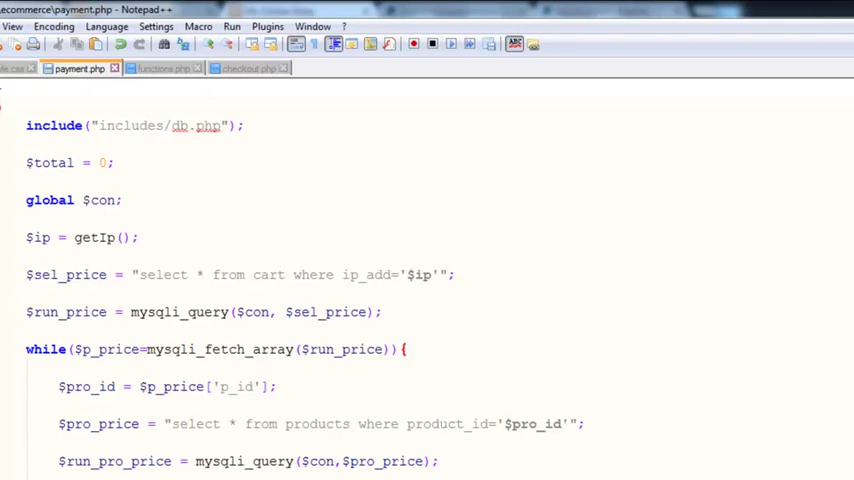 ecommerce\payment.php - Notepad++
View Encoding Language Settings Macro Run Plugins Window ?
ABC
le.css payment.php functions.php checkout.php
include("includes/db.php");
$total = 0;
global $con;
$ip = getIp();
$sel_price = "select * from cart where ip_add='$ip'";
$run_price = mysqli_query($con, $sel_price);
while($p_price=mysqli_fetch_array($run_price)){
$pro_id = $p_price['p_id'];
$pro_price = "select * from products where product_id='$pro_id'";
$run_pro_price = mysqli_query($con,$pro_price);